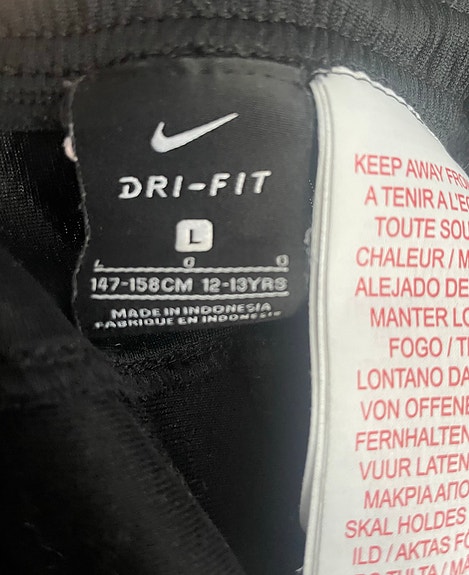 DRI-FIT
L
L G G
147-158CM 12-13YRS
MADE IN INDONESIA
FABRIQUE EN INDONESIE
KEEP AWAY FRO
A TENIR A L'E
TOUTE SOU
CHALEUR / M
ALEJADO DE
MANTER LO
FOGO / T
LONTANO DA
VON OFFENE
FERNHALTEN
VUUR LATEN
ΜΑΚΡΙΑ ΑΠΟ
SKAL HOLDES
ILD / AKTAS FÖ